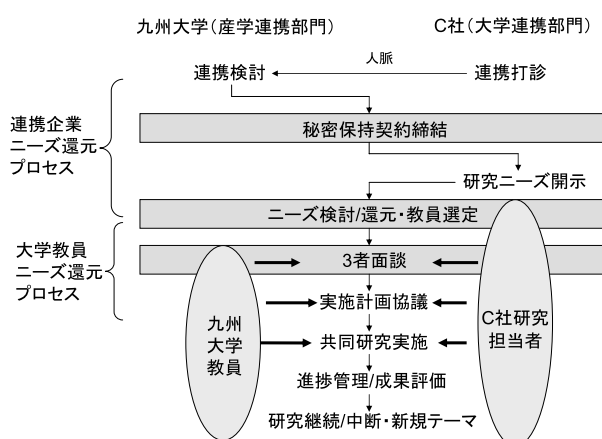 九州大学(産学連携部門)
C社(大学連携部門)
人脈
連携検討
連携打診
連携企業
ニーズ還元
プロセス
秘密保持契約締結
研究ニーズ開示
ニーズ検討/還元・教員選定
大学教員
ニーズ還元
プロセス
3者面談
実施計画協議
九州
大学
教員
C社研究
担当者
共同研究実施
進捗管理/成果評価
研究継続/中断・新規テーマ